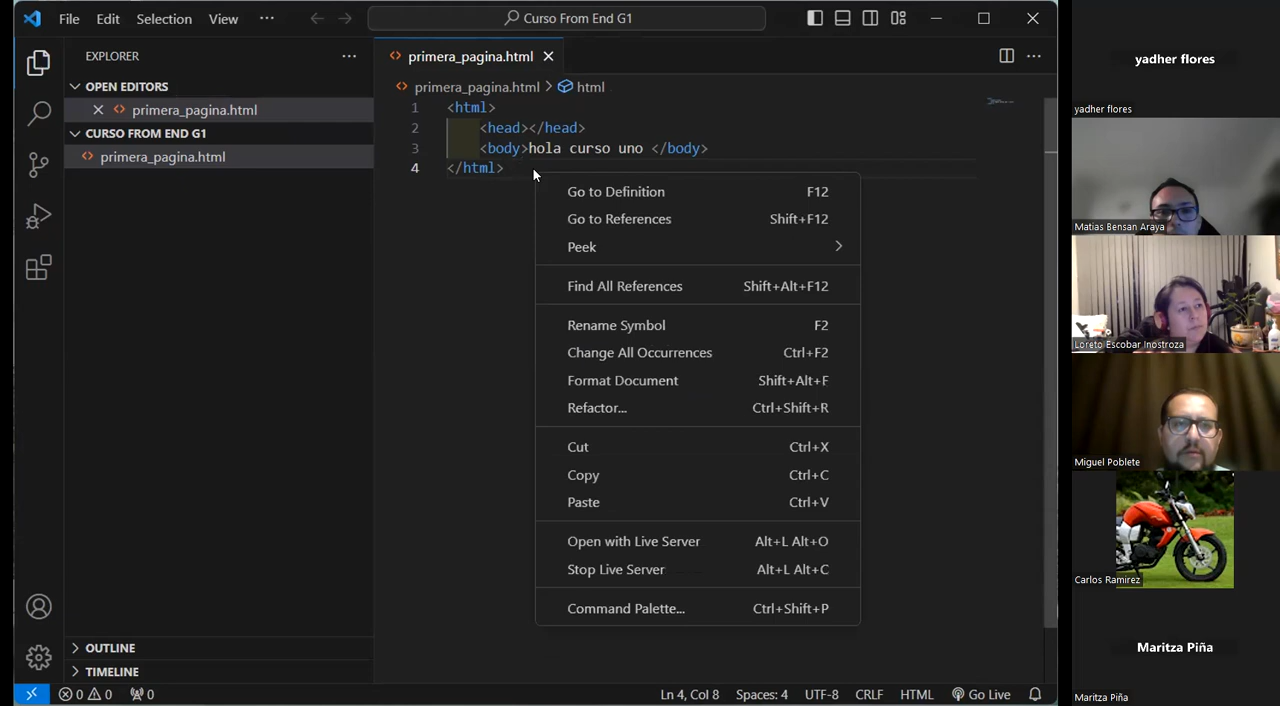 File Edit Selection View ...
Curso From End G1
EXPLORER
OPEN EDITORS
primera_pagina.html
CURSO FROM END G1
primera_pagina.html
OUTLINE
TIMELINE
primera_pagina.html
primera_pagina.html > html
1 <html>
2 <head></head>
3 <body>hola curso uno </body>
4 </html>
Go to Definition F12
Go to References Shift+F12
Peek
Find All References Shift+Alt+F12
Rename Symbol F2
Change All Occurrences Ctrl+F2
Format Document Shift+Alt+F
Refactor... Ctrl+Shift+R
Cut Ctrl+X
Copy Ctrl+C
Paste Ctrl+V
Open with Live Server Alt+L Alt+O
Stop Live Server Alt+L Alt+C
Command Palette... Ctrl+Shift+P
0 0 0 Ln 4, Col 8 Spaces: 4 UTF-8 CRLF HTML Go Live
yadher flores
yadher flores
Matias Bensan Araya
Loreto Escobar Inostroza
Miguel Poblete
Carlos Ramirez
Maritza Piña
Maritza Piña